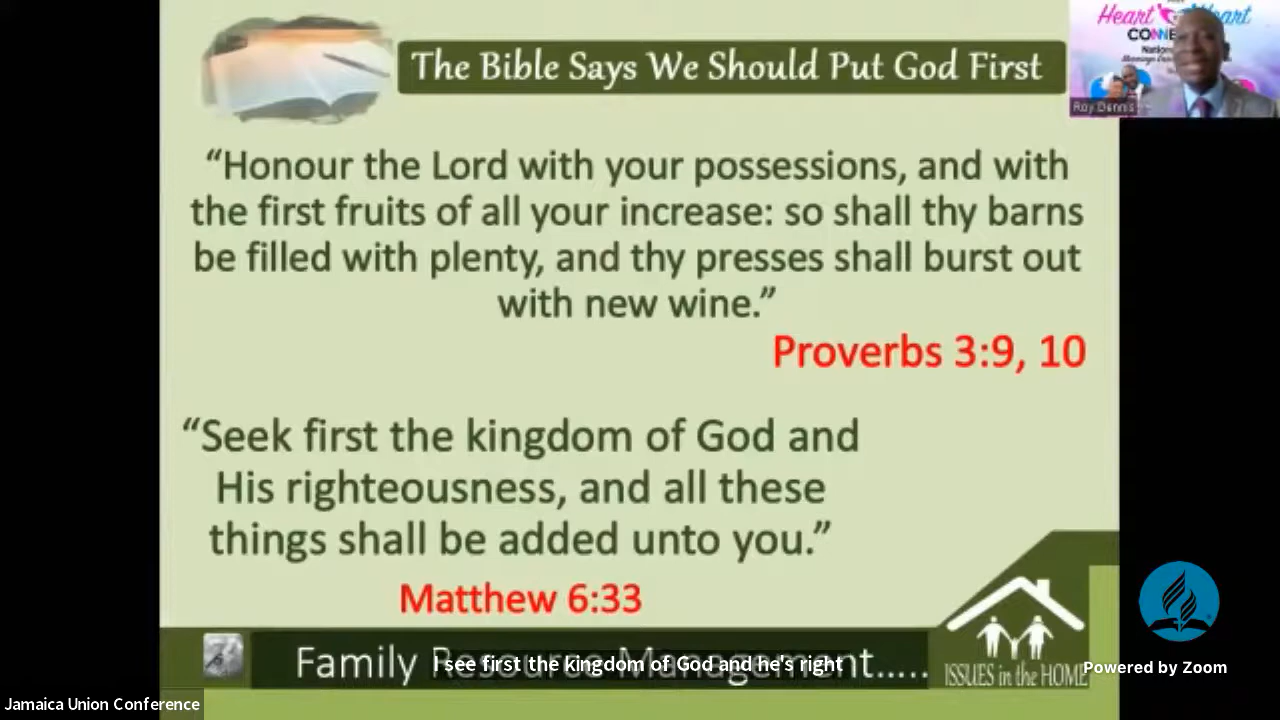 The Bible Says We Should Put God First
Heart Heart
Roy Dennis
“Honour the Lord with your possessions, and with
the first fruits of all your increase: so shall thy barns
be filled with plenty, and thy presses shall burst out
with new wine.”
Proverbs 3:9, 10
“Seek first the kingdom of God and
His righteousness, and all these
things shall be added unto you.”
Matthew 6:33
Family Resource Management.....
I see first the kingdom of God and he's right
ISSUES in the HOME
Powered by Zoom
Jamaica Union Conference